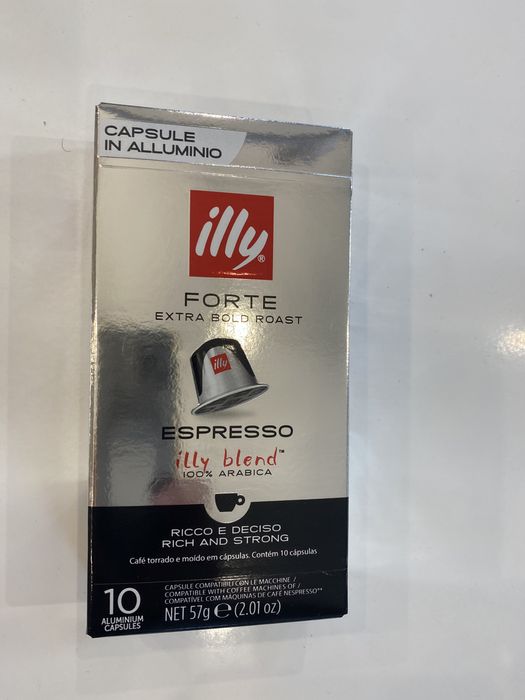 CAPSULE
IN ALLUMINIO
illy®
FORTE
EXTRA BOLD ROAST
illy
ESPRESSO
illy blend™
100% ARABICA
RICCO E DECISO
RICH AND STRONG
Café torrado e moído em cápsulas. Contém 10 cápsulas
10
ALUMINIUM
CAPSULES
CAPSULE COMPATIBILI CON LE MACCHINE /
COMPATIBLE WITH COFFEE MACHINES OF /
COMPATÍVEL COM MÁQUINAS DE CAFÉ NESPRESSO**
NET 57g ℮ (2.01 oz)